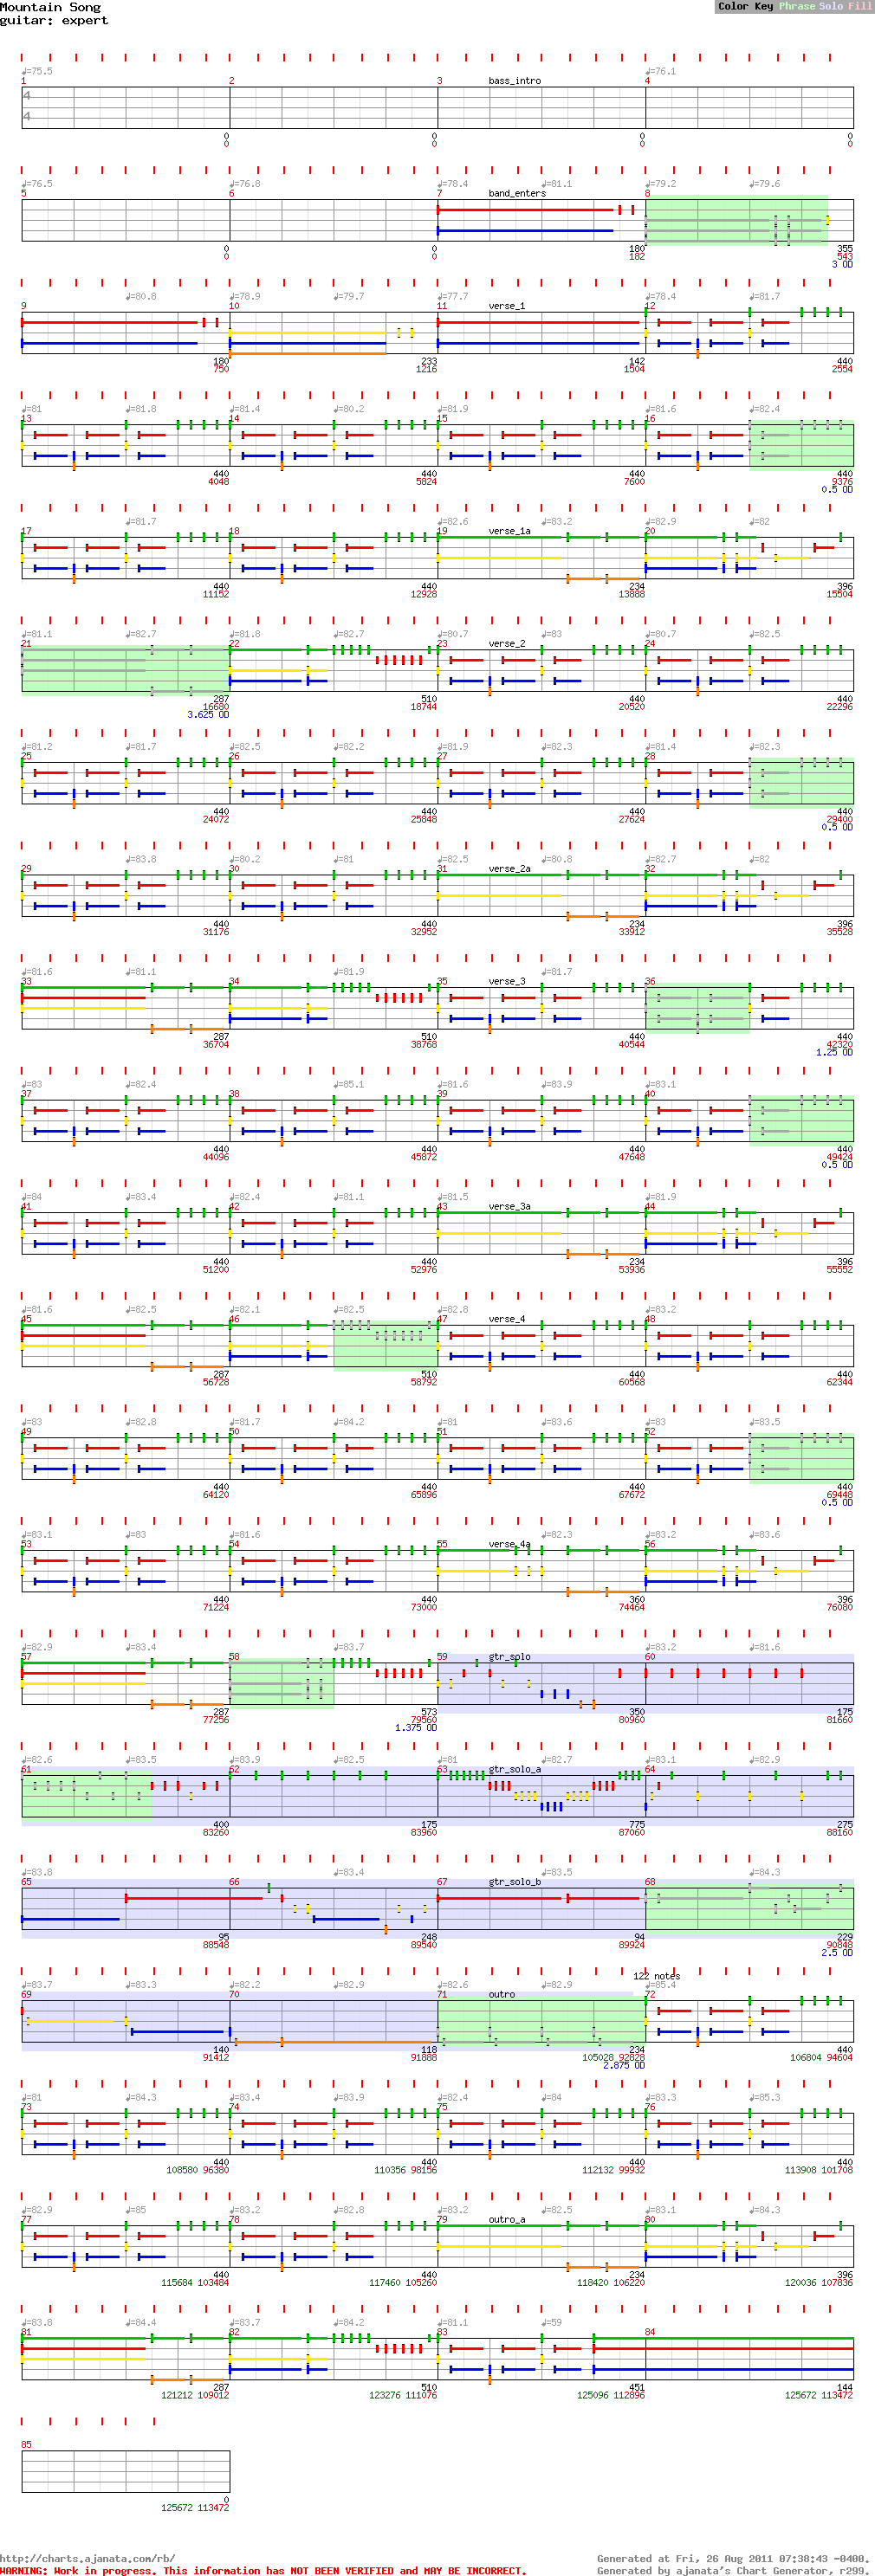 Mountain Song
guitar: expert
Color Key Phrase Solo Fill
♩=75.5 ♩=76.1
1 2 3 bass_intro 4
4
4
0 0 0 0
0 0 0 0
♩=76.5 ♩=76.8 ♩=78.4 ♩=81.1 ♩=79.2 ♩=79.6
5 6 7 band_enters 8
0 0 180 355
0 0 182 543
3 OD
♩=80.8 ♩=78.9 ♩=79.7 ♩=77.7 ♩=78.4 ♩=81.7
9 10 11 verse_1 12
180 233 142 440
750 1216 1504 2554
♩=81 ♩=81.8 ♩=81.4 ♩=80.2 ♩=81.9 ♩=81.6 ♩=82.4
13 14 15 16
440 440 440 440
4048 5824 7600 9376
0.5 OD
♩=81.7 ♩=82.6 ♩=83.2 ♩=82.9 ♩=82
17 18 19 verse_1a 20
440 440 234 396
11152 12928 13888 15504
♩=81.1 ♩=82.7 ♩=81.8 ♩=82.7 ♩=80.7 ♩=83 ♩=80.7 ♩=82.5
21 22 23 verse_2 24
287 510 440 440
16680 18744 20520 22296
3.625 OD
♩=81.2 ♩=81.7 ♩=82.5 ♩=82.2 ♩=81.9 ♩=82.3 ♩=81.4 ♩=82.3
25 26 27 28
440 440 440 440
24072 25848 27624 29400
0.5 OD
♩=83.8 ♩=80.2 ♩=81 ♩=82.5 ♩=80.8 ♩=82.7 ♩=82
29 30 31 verse_2a 32
440 440 234 396
31176 32952 33912 35528
♩=81.6 ♩=81.1 ♩=81.9 ♩=81.7
33 34 35 verse_3 36
287 510 440 440
36704 38768 40544 42320
1.25 OD
♩=83 ♩=82.4 ♩=85.1 ♩=81.6 ♩=83.9 ♩=83.1
37 38 39 40
440 440 440 440
44096 45872 47648 49424
0.5 OD
♩=84 ♩=83.4 ♩=82.4 ♩=81.1 ♩=81.5 ♩=81.9
41 42 43 verse_3a 44
440 440 234 396
51200 52976 53936 55552
♩=81.6 ♩=82.5 ♩=82.1 ♩=82.5 ♩=82.8 ♩=83.2
45 46 47 verse_4 48
287 510 440 440
56728 58792 60568 62344
♩=83 ♩=82.8 ♩=81.7 ♩=84.2 ♩=81 ♩=83.6 ♩=83 ♩=83.5
49 50 51 52
440 440 440 440
64120 65896 67672 69448
0.5 OD
♩=83.1 ♩=83 ♩=81.6 ♩=82.3 ♩=83.2 ♩=83.6
53 54 55 verse_4a 56
440 440 360 396
71224 73000 74464 76080
♩=82.9 ♩=83.4 ♩=83.7 ♩=83.2 ♩=81.6
57 58 59 gtr_solo 60
287 573 350 175
77256 79560 80960 81660
1.375 OD
♩=82.6 ♩=83.5 ♩=83.9 ♩=82.5 ♩=81 ♩=82.7 ♩=83.1 ♩=82.9
61 62 63 gtr_solo_a 64
400 175 775 275
83260 83960 87060 88160
♩=83.8 ♩=83.4 ♩=83.5 ♩=84.3
65 66 67 gtr_solo_b 68
95 248 94 229
88548 89540 89924 90848
2.5 OD
122 notes
♩=83.7 ♩=83.3 ♩=82.2 ♩=82.9 ♩=82.6 ♩=82.9 ♩=85.4
69 70 71 outro 72
140 118 234 440
91412 91888 105028 92828 106804 94604
2.875 OD
♩=81 ♩=84.3 ♩=83.4 ♩=83.9 ♩=82.4 ♩=84 ♩=83.3 ♩=85.3
73 74 75 76
440 440 440 440
108580 96380 110356 98156 112132 99932 113908 101708
♩=82.9 ♩=85 ♩=83.2 ♩=82.8 ♩=83.2 ♩=82.5 ♩=83.1 ♩=84.3
77 78 79 outro_a 80
440 440 234 396
115684 103484 117460 105260 118420 106220 120036 107836
♩=83.8 ♩=84.4 ♩=83.7 ♩=84.2 ♩=81.1 ♩=59
81 82 83 84
287 510 451 144
121212 109012 123276 111076 125096 112896 125672 113472
85
0
125672 113472
http://charts.ajanata.com/rb/
Generated at Fri, 26 Aug 2011 07:38:43 -0400.
WARNING: Work in progress. This information has NOT BEEN VERIFIED and MAY BE INCORRECT.
Generated by ajanata's Chart Generator, r299.